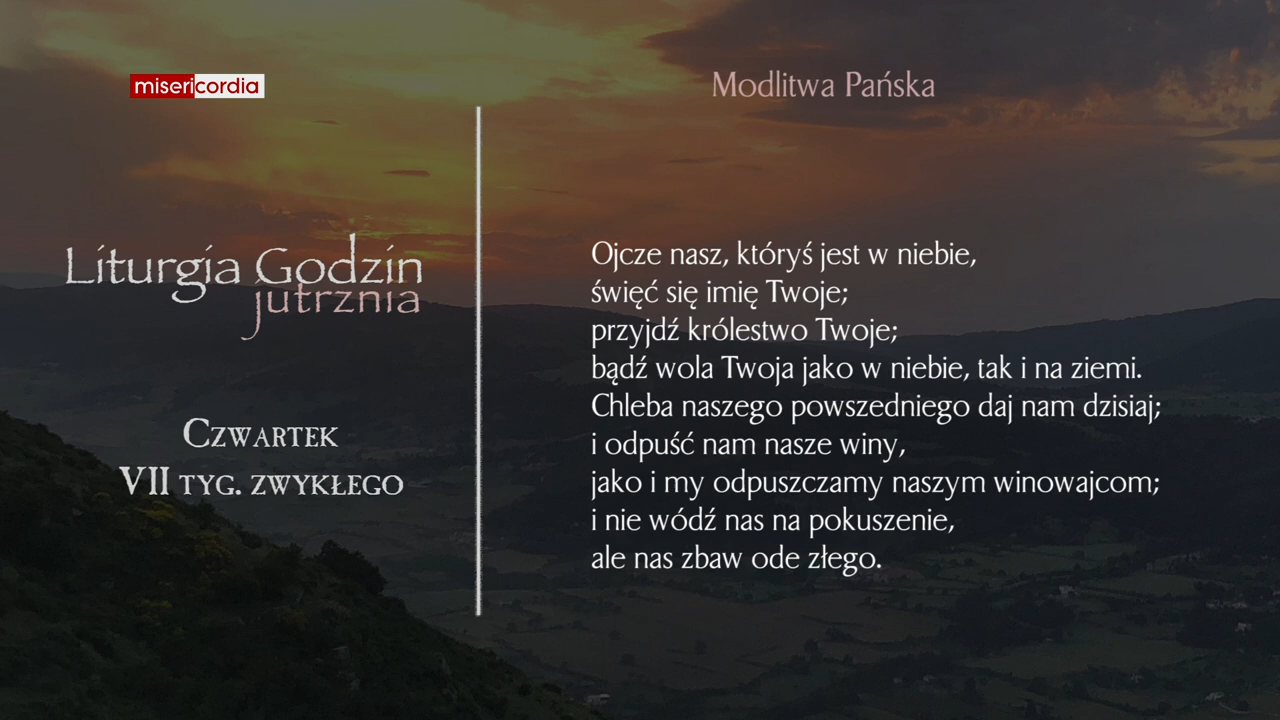 misericordia
Liturgia Godzin
jutrznia
Czwartek
VII tyg. zwykłego
Modlitwa Pańska
Ojcze nasz, któryś jest w niebie,
święć się imię Twoje;
przyjdź królestwo Twoje;
bądź wola Twoja jako w niebie, tak i na ziemi.
Chleba naszego powszedniego daj nam dzisiaj;
i odpuść nam nasze winy,
jako i my odpuszczamy naszym winowajcom;
i nie wódź nas na pokuszenie,
ale nas zbaw ode złego.